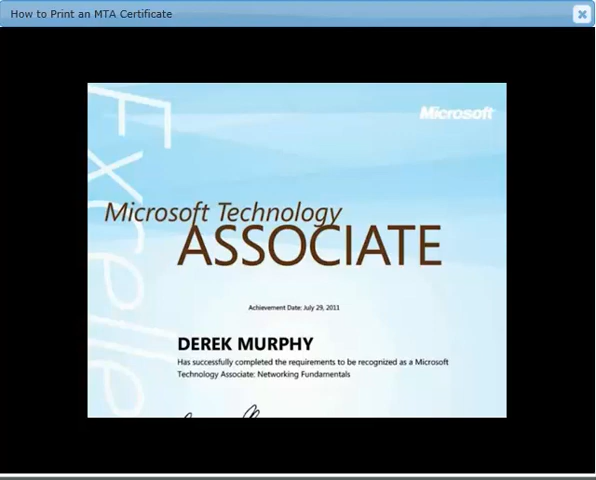 How to Print an MTA Certificate
Microsoft
Excelle
Microsoft Technology
ASSOCIATE
Achievement Date: July 29, 2011
DEREK MURPHY
Has successfully completed the requirements to be recognized as a Microsoft
Technology Associate: Networking Fundamentals